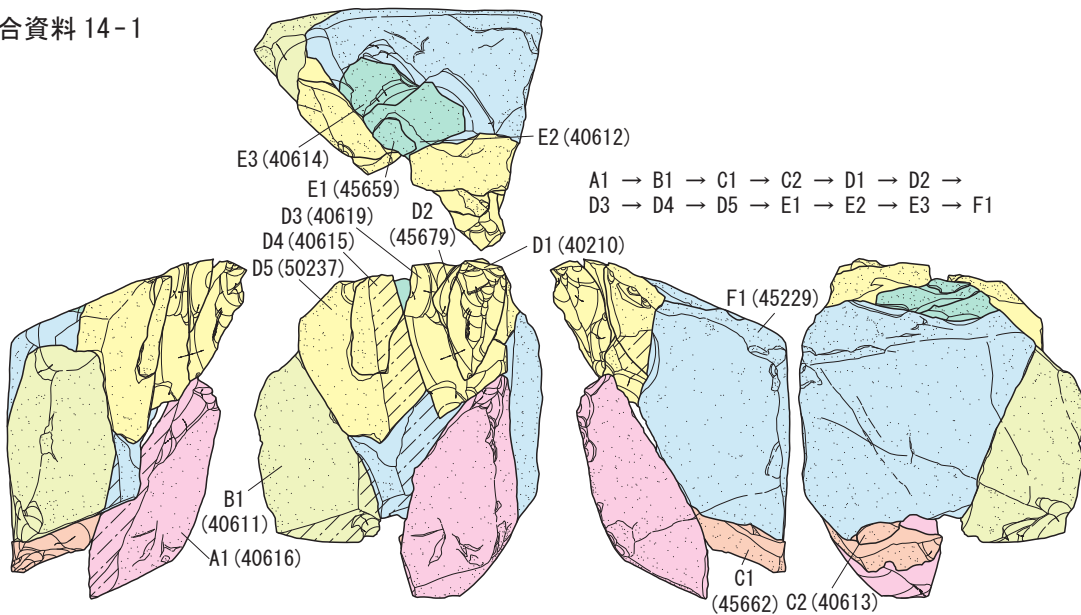 合資料 14-1
E3(40614)
E2(40612)
E1(45659)
A1 → B1 → C1 → C2 → D1 → D2 →
D3 → D4 → D5 → E1 → E2 → E3 → F1
D3(40619)
D2
(45679)
D4(40615)
D1(40210)
D5(50237)
F1(45229)
B1
(40611)
A1(40616)
C1
(45662)
C2(40613)